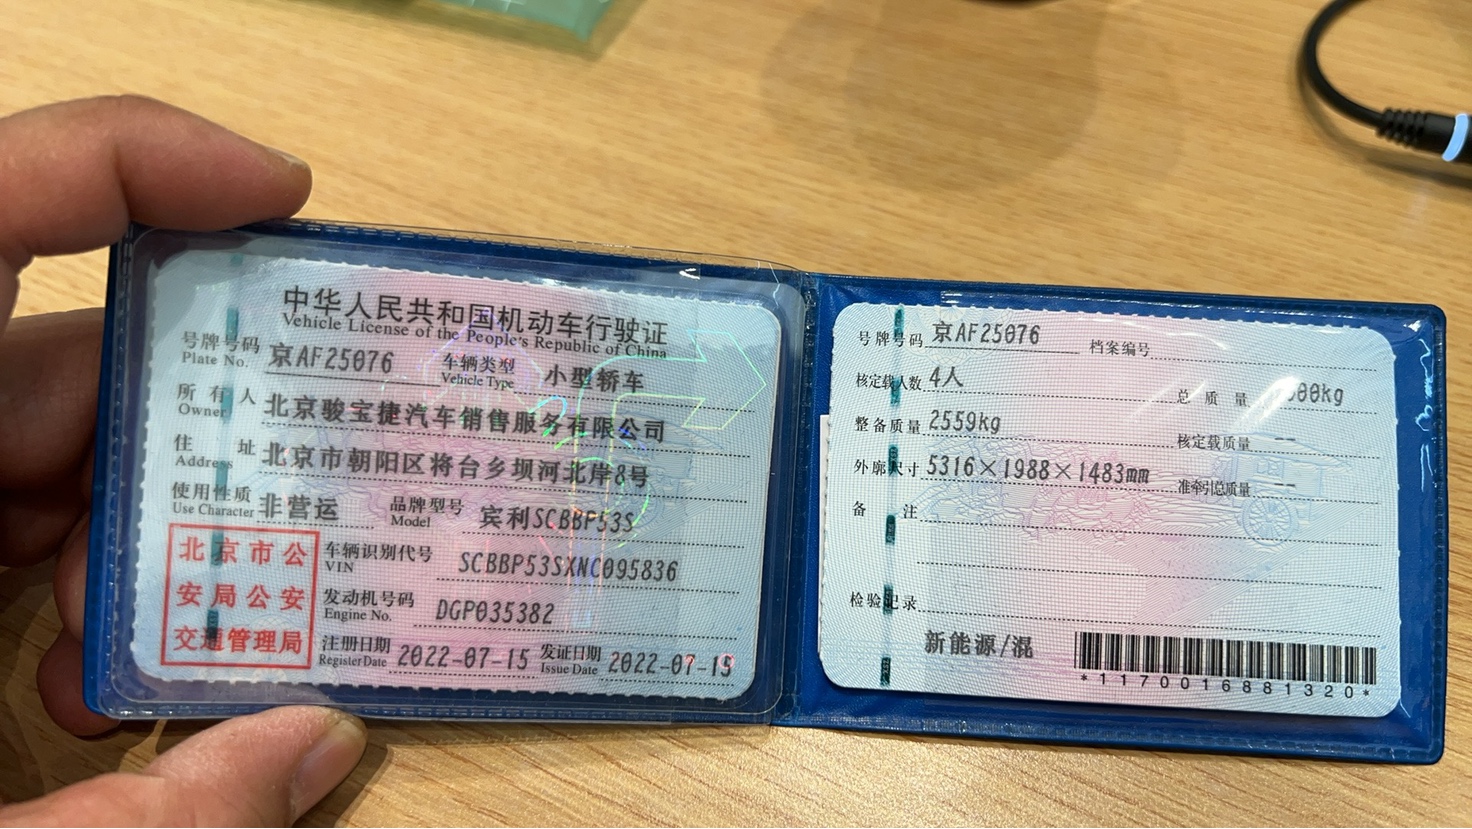 中华人民共和国机动车行驶证
Vehicle License of the People's Republic of China
号牌号码 京AF25076 车辆类型 小型轿车
Plate No. Vehicle Type
所有人 北京骏宝捷汽车销售服务有限公司
Owner
住址 北京市朝阳区将台乡坝河北岸8号
Address
使用性质 非营运 品牌型号 宾利SCBBP53S
Use Character Model
北京市公
安局公安
交通管理局
车辆识别代号 SCBBP53SXNC095836
VIN
发动机号码 DGP035382
Engine No.
注册日期 2022-07-15 发证日期 2022-07-15
Register Date Issue Date
号牌号码 京AF25076 档案编号
核定载人数 4人 总质量 00kg
整备质量 2559kg 核定载质量 --
外廓尺寸 5316×1988×1483mm 准牵引总质量 --
备注
检验记录
新能源/混
*1170016881320*